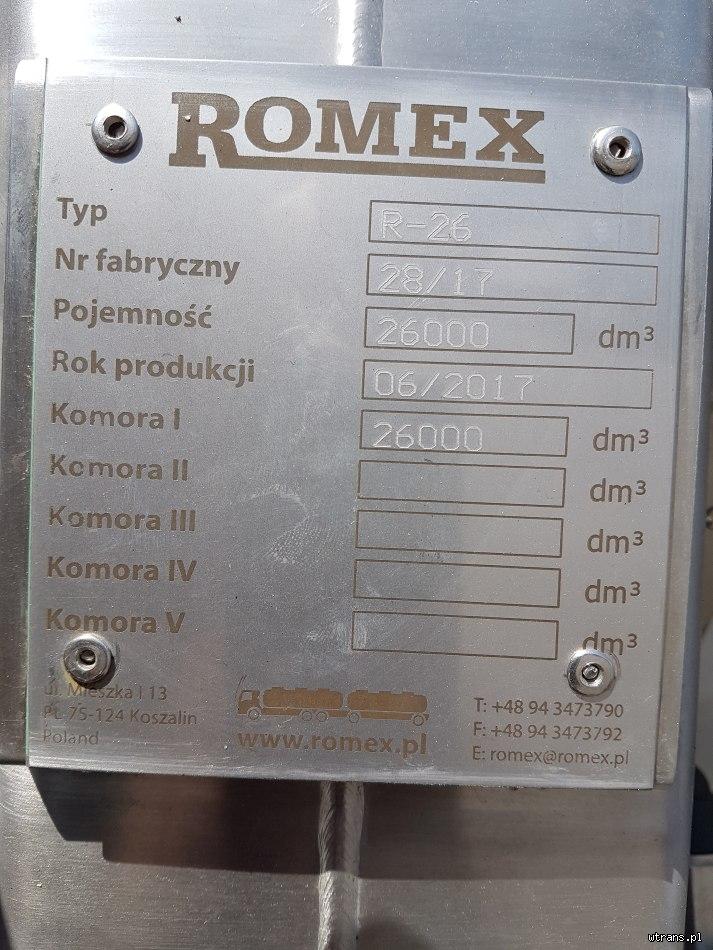 ROMEX
Typ R-26
Nr fabryczny 28/17
Pojemność 26000 dm³
Rok produkcji 06/2017
Komora I 26000 dm³
Komora II dm³
Komora III dm³
Komora IV dm³
Komora V dm³
ul. Mieszka I 13
PL 75-124 Koszalin
Poland
www.romex.pl
T: +48 94 3473790
F: +48 94 3473792
E: romex@romex.pl
wtrans.pl